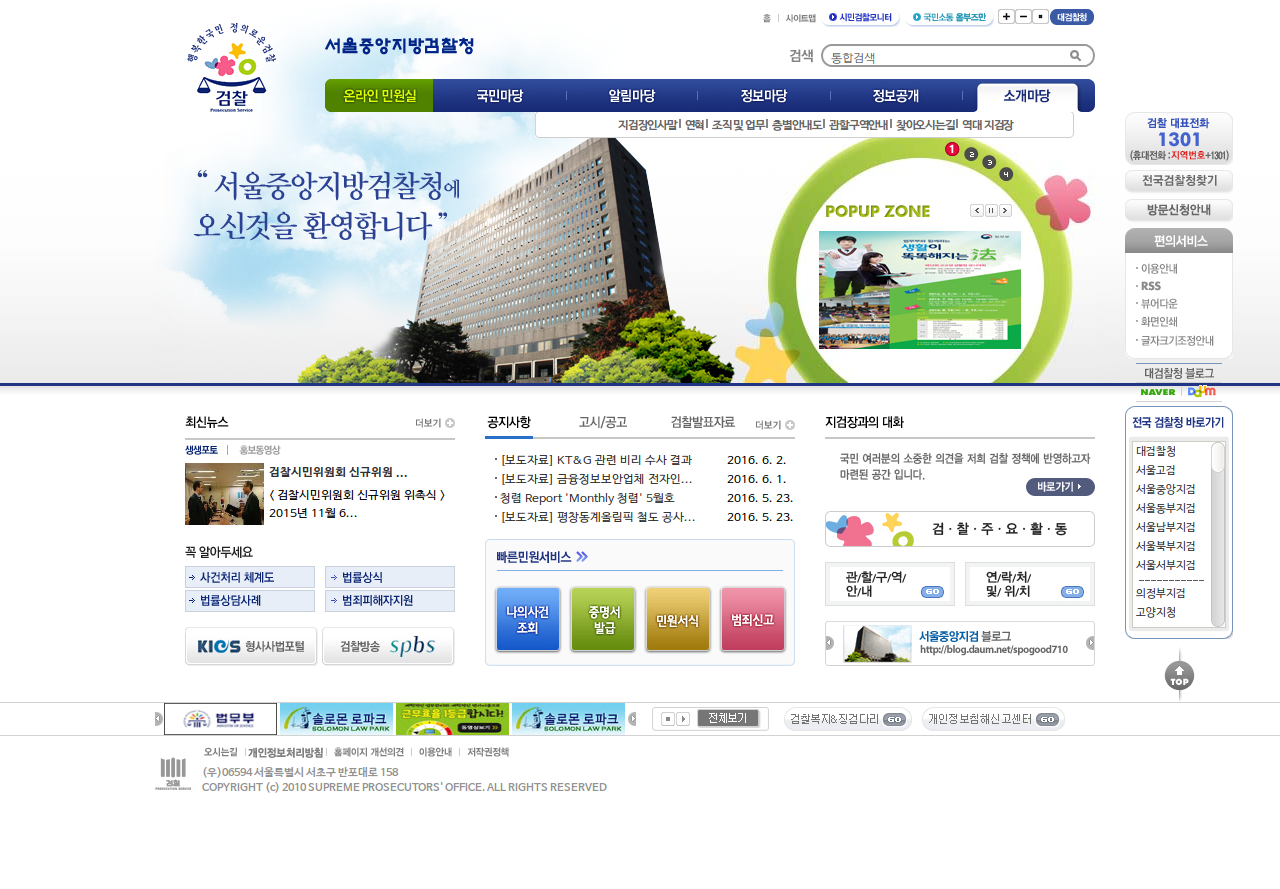 행복한국민 정의로운검찰
검찰
Prosecution Service
서울중앙지방검찰청
홈 사이트맵 시민검찰모니터 국민소통 옴부즈만 대검찰청
검색 통합검색
온라인 민원실 국민마당 알림마당 정보마당 정보공개 소개마당
지검장인사말 연혁 조직 및 업무 층별안내도 관할구역안내 찾아오시는길 역대 지검장
“ 서울중앙지방검찰청에
오신것을 환영합니다 ”
1 2 3 4
POPUP ZONE
법무부
법무부와 함께하는
생활이
똑똑해지는 法
검찰 대표전화
1301
(휴대전화 : 지역번호+1301)
전국검찰청찾기
방문신청안내
편의서비스
이용안내
RSS
뷰어다운
화면인쇄
글자크기조정안내
대검찰청 블로그
NAVER Daum
전국 검찰청 바로가기
대검찰청
서울고검
서울중앙지검
서울동부지검
서울남부지검
서울북부지검
서울서부지검
-----------
의정부지검
고양지청
TOP
최신뉴스 더보기
생생포토 홍보동영상
검찰시민위원회 신규위원 ...
< 검찰시민위원회 신규위원 위촉식 >
2015년 11월 6...
꼭 알아두세요
사건처리 체계도 법률상식
법률상담사례 범죄피해자지원
KICS 형사사법포털 검찰방송 spbs
공지사항 고시/공고 검찰발표자료 더보기
[보도자료] KT&G 관련 비리 수사 결과 2016. 6. 2.
[보도자료] 금융정보보안업체 전자인... 2016. 6. 1.
청렴 Report 'Monthly 청렴' 5월호 2016. 5. 23.
[보도자료] 평창동계올림픽 철도 공사... 2016. 5. 23.
빠른민원서비스
나의사건
조회
증명서
발급
민원서식
범죄신고
지검장과의 대화
국민 여러분의 소중한 의견을 저희 검찰 정책에 반영하고자
마련된 공간 입니다.
바로가기
검 · 찰 · 주 · 요 · 활 · 동
관/할/구/역/
안/내 GO
연/락/처/
및/ 위/치 GO
서울중앙지검 블로그
http://blog.daum.net/spogood710
법무부
MINISTRY OF JUSTICE
솔로몬 로파크
SOLOMON LAW PARK
근무효율 1등급합시다!
동영상보기
솔로몬 로파크
SOLOMON LAW PARK
전체보기
검찰복지&징검다리 GO
개인정보침해신고센터 GO
오시는길 개인정보처리방침 홈페이지 개선의견 이용안내 저작권정책
검찰
PROSECUTION SERVICE
(우)06594 서울특별시 서초구 반포대로 158
COPYRIGHT (c) 2010 SUPREME PROSECUTORS' OFFICE. ALL RIGHTS RESERVED